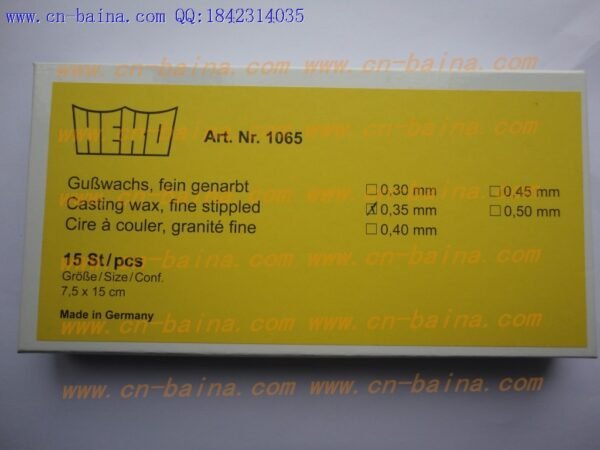 www.cn-baina.com QQ:1842314035
www.cn-baina.com www.cn-baina.com
HEHO
Art. Nr. 1065
www.cn-baina.com www.cn-baina.com
Gußwachs, fein genarbt
Casting wax, fine stippled
Cire à couler, granité fine
0,30 mm
0,35 mm
0,40 mm
0,45 mm
0,50 mm
www.cn-baina.com www.cn-baina.com
15 St/pcs
www.cn-baina.com www.cn-baina.com
Größe/Size/Conf.
7,5 x 15 cm
Made in Germany
www.cn-baina.com www.cn-baina.com
www.cn-baina.com www.cn-baina.com